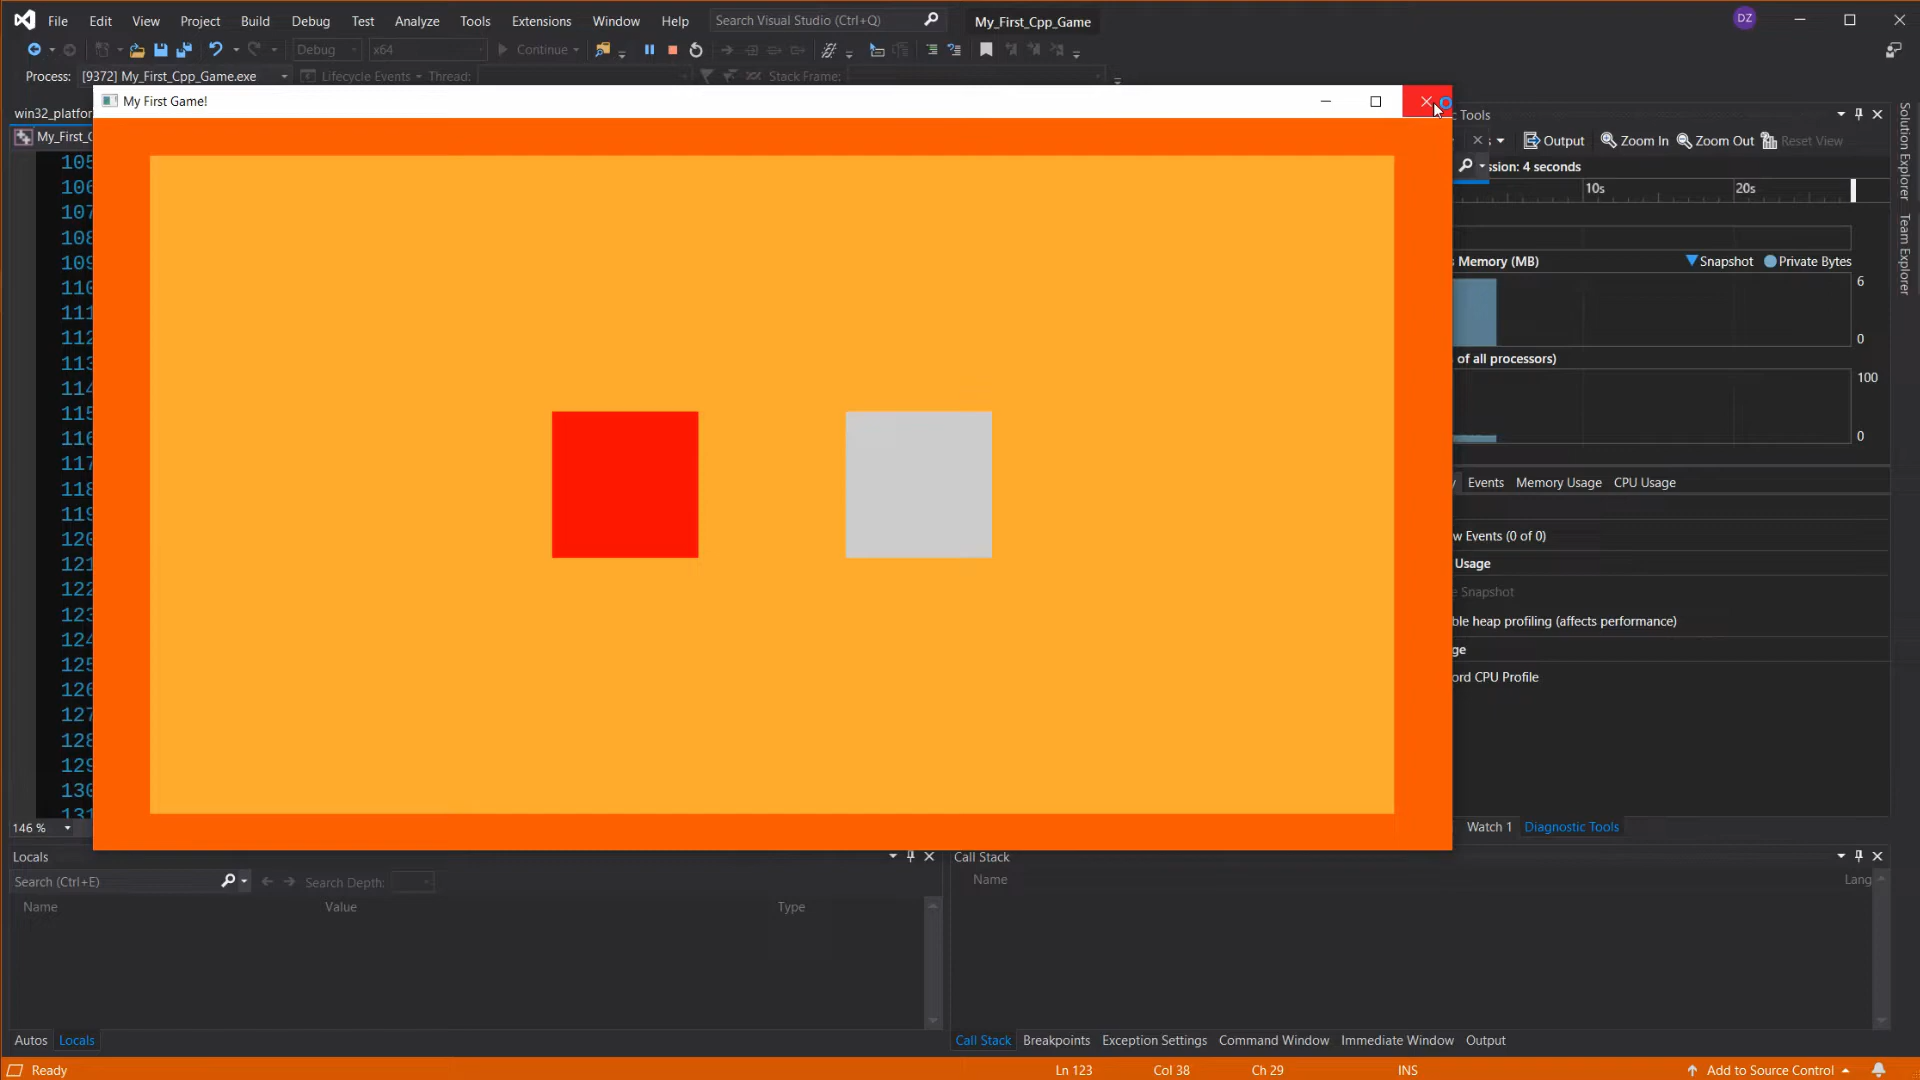 File Edit View Project Build Debug Test Analyze Tools Extensions Window Help Search Visual Studio (Ctrl+Q) My_First_Cpp_Game DZ
Debug x64 Continue
Process: [9372] My_First_Cpp_Game.exe Lifecycle Events Thread: Stack Frame:
My First Game!
win32_platfor
c Tools
My_First_C
Output Zoom In Zoom Out Reset View
ssion: 4 seconds
10s 20s
Memory (MB) Snapshot Private Bytes
6
0
of all processors)
100
0
Events Memory Usage CPU Usage
w Events (0 of 0)
Usage
e Snapshot
ble heap profiling (affects performance)
ge
ord CPU Profile
105
106
107
108
109
110
111
112
113
114
115
116
117
118
119
120
121
122
123
124
125
126
127
128
129
130
131
146 %
Watch 1 Diagnostic Tools
Solution Explorer
Team Explorer
Locals
Search (Ctrl+E) Search Depth:
Name Value Type
Autos Locals
Call Stack
Name Lang
Call Stack Breakpoints Exception Settings Command Window Immediate Window Output
Ready Ln 123 Col 38 Ch 29 INS Add to Source Control